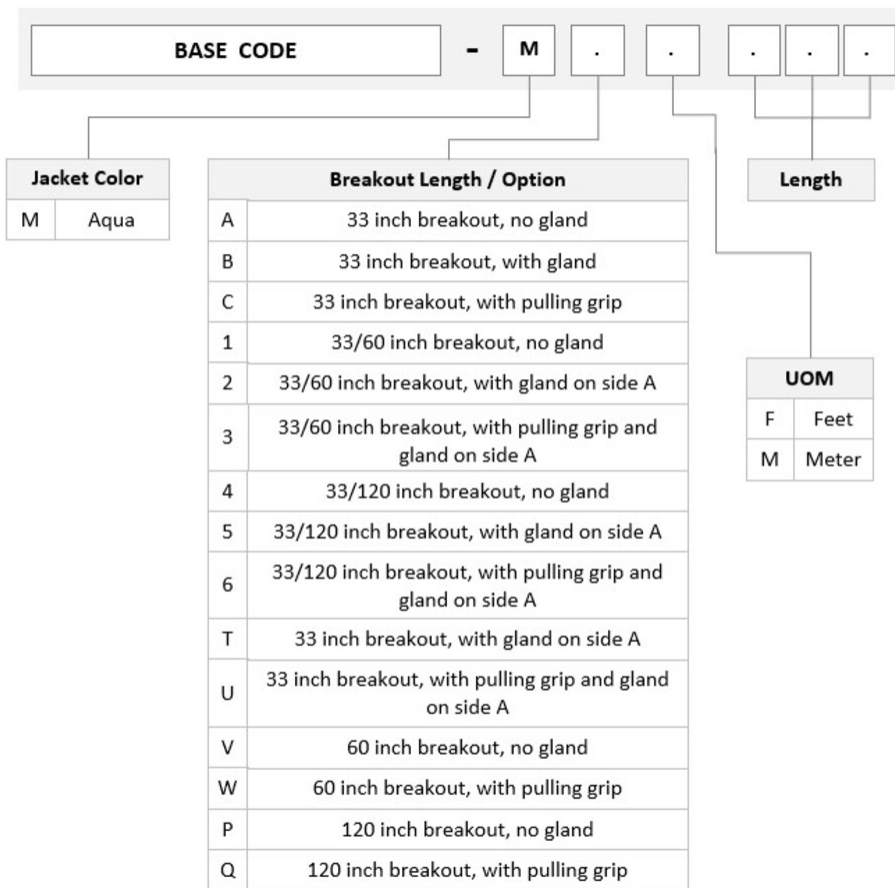 BASE CODE - M . . . . .
Jacket Color
M Aqua
Breakout Length / Option
A 33 inch breakout, no gland
B 33 inch breakout, with gland
C 33 inch breakout, with pulling grip
1 33/60 inch breakout, no gland
2 33/60 inch breakout, with gland on side A
3 33/60 inch breakout, with pulling grip and
gland on side A
4 33/120 inch breakout, no gland
5 33/120 inch breakout, with gland on side A
6 33/120 inch breakout, with pulling grip and
gland on side A
T 33 inch breakout, with gland on side A
U 33 inch breakout, with pulling grip and gland
on side A
V 60 inch breakout, no gland
W 60 inch breakout, with pulling grip
P 120 inch breakout, no gland
Q 120 inch breakout, with pulling grip
Length
UOM
F Feet
M Meter